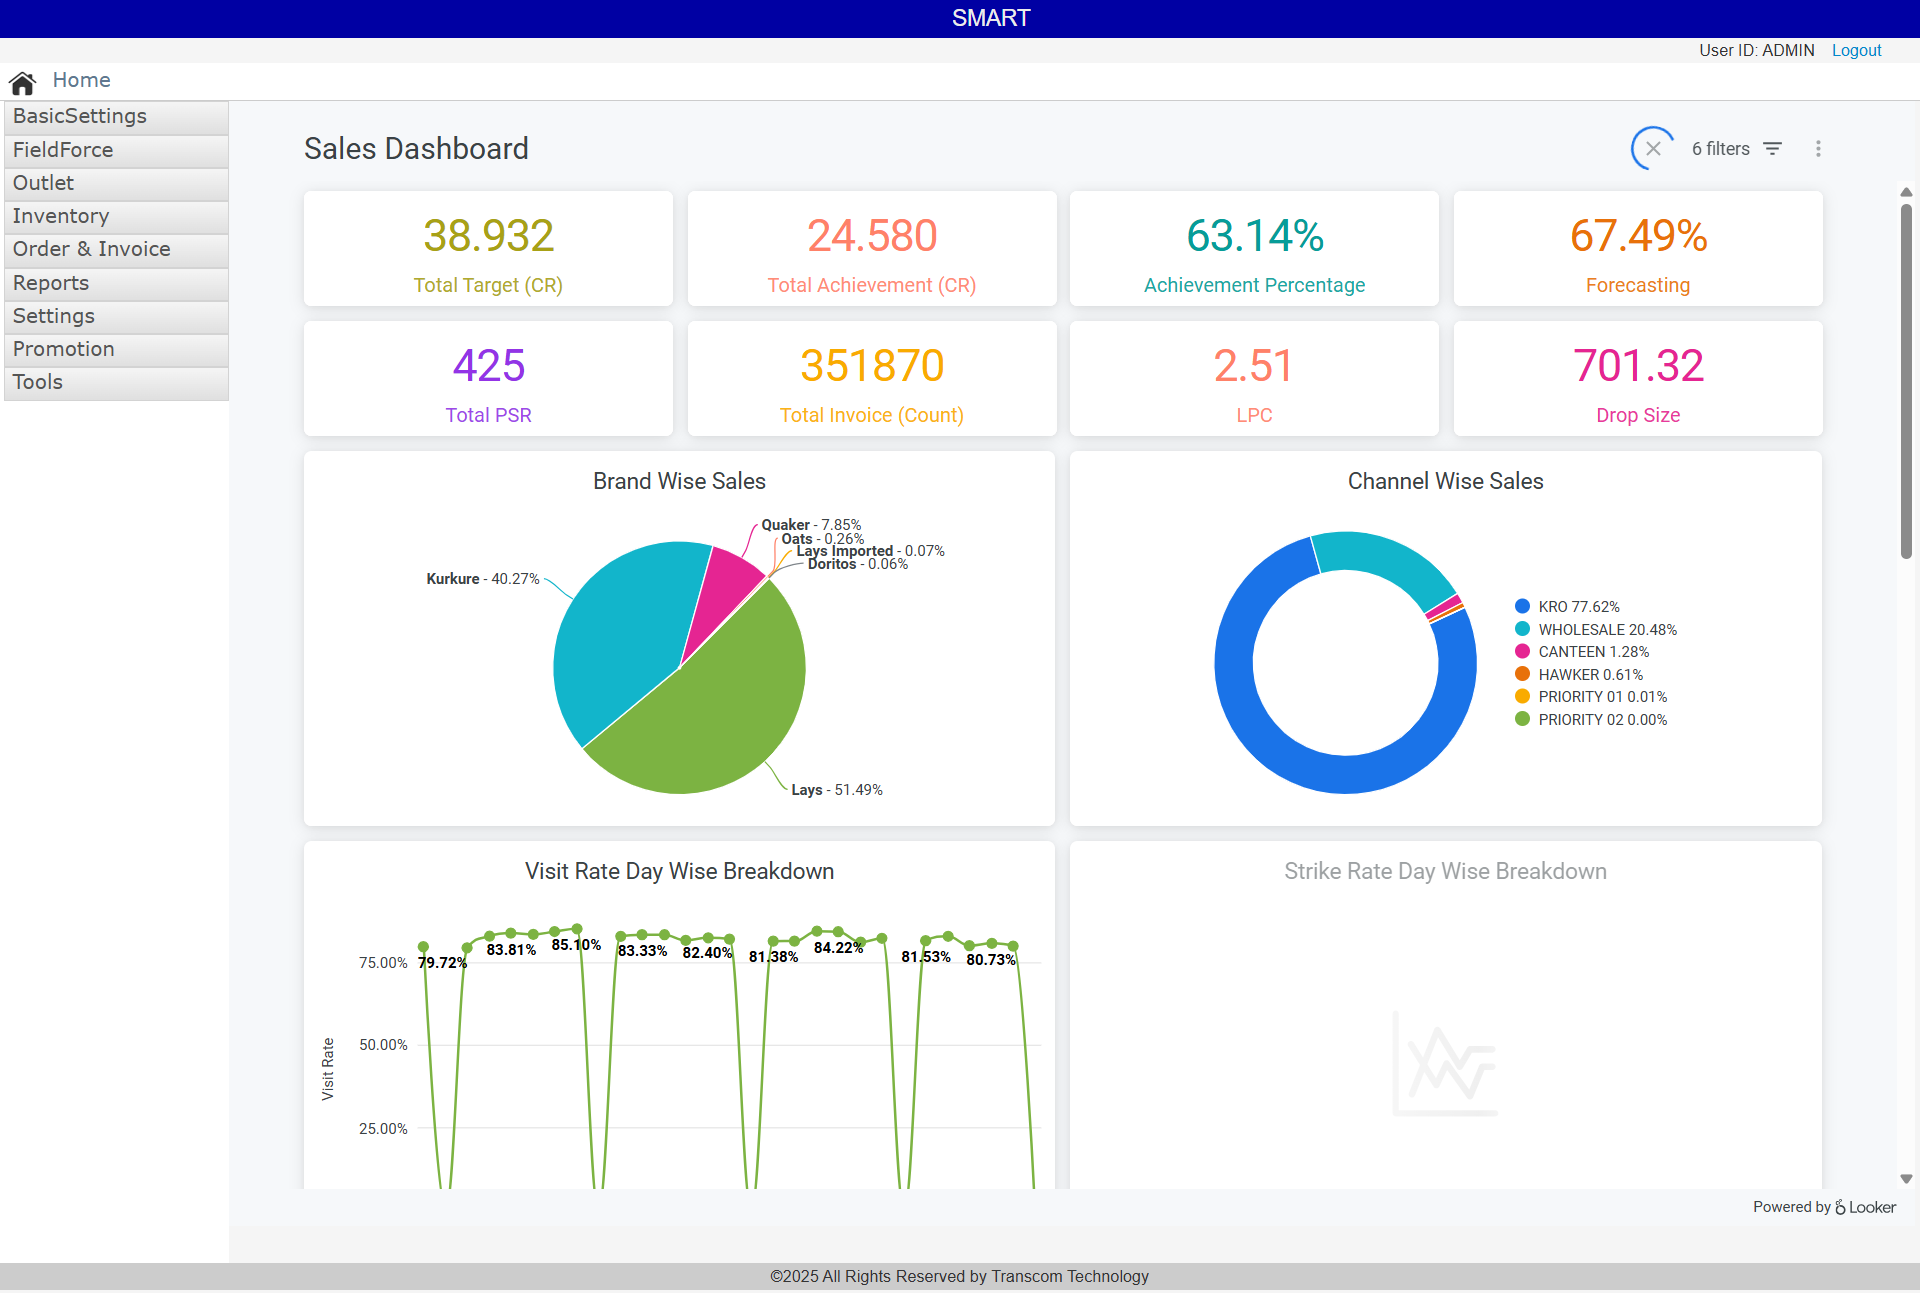 SMART
User ID: ADMIN Logout
Home
BasicSettings
FieldForce
Outlet
Inventory
Order & Invoice
Reports
Settings
Promotion
Tools
Sales Dashboard
6 filters
38.932
Total Target (CR)
24.580
Total Achievement (CR)
63.14%
Achievement Percentage
67.49%
Forecasting
425
Total PSR
351870
Total Invoice (Count)
2.51
LPC
701.32
Drop Size
Brand Wise Sales
Quaker - 7.85%
Oats - 0.26%
Lays Imported - 0.07%
Doritos - 0.06%
Kurkure - 40.27%
Lays - 51.49%
Channel Wise Sales
KRO 77.62%
WHOLESALE 20.48%
CANTEEN 1.28%
HAWKER 0.61%
PRIORITY 01 0.01%
PRIORITY 02 0.00%
Visit Rate Day Wise Breakdown
Visit Rate
75.00%
50.00%
25.00%
79.72%
83.81%
85.10%
83.33%
82.40%
81.38%
84.22%
81.53%
80.73%
Strike Rate Day Wise Breakdown
Powered by Looker
©2025 All Rights Reserved by Transcom Technology